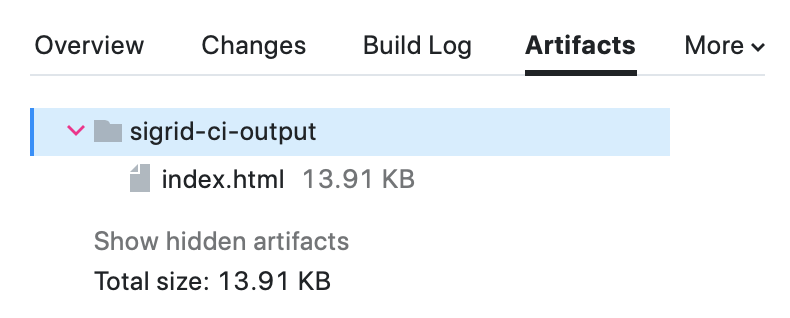 Overview Changes Build Log Artifacts More
sigrid-ci-output
index.html 13.91 KB
Show hidden artifacts
Total size: 13.91 KB